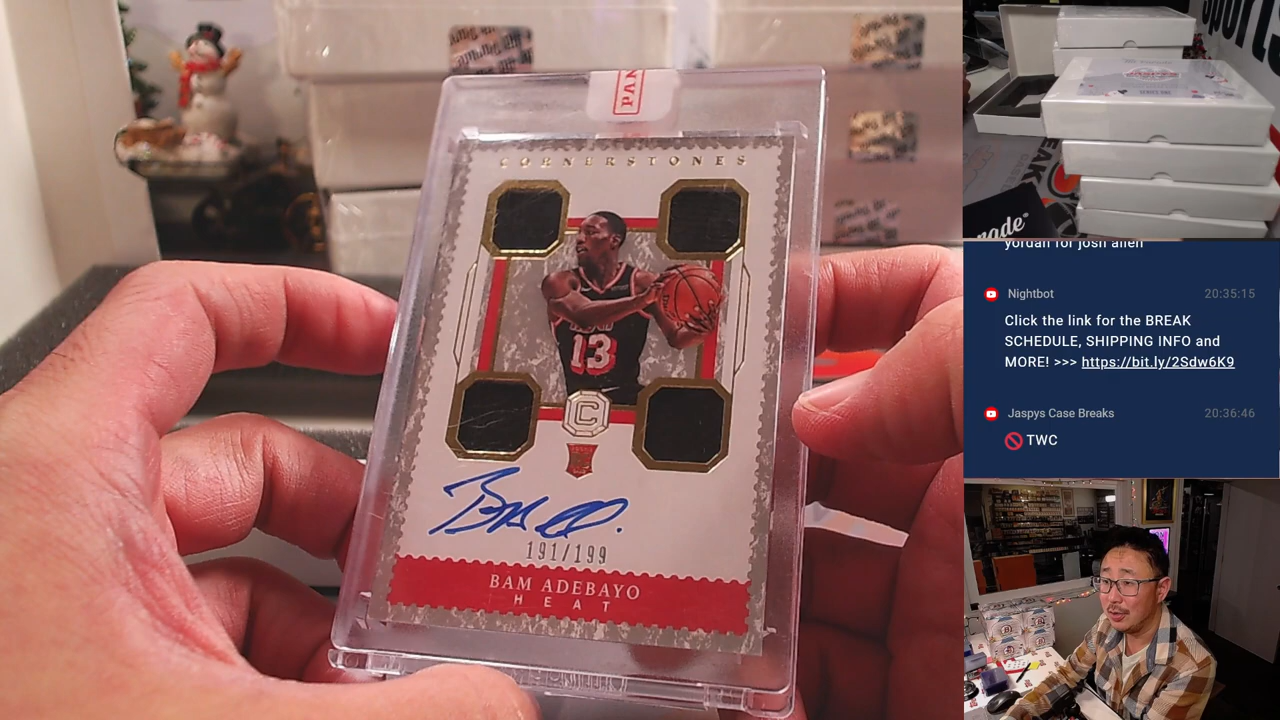 PAN
CORNERSTONES
13
C
191/199
BAM ADEBAYO
HEAT
Sports
nade®
yordan for josh allen
Nightbot
20:35:15
Click the link for the BREAK
SCHEDULE, SHIPPING INFO and
MORE! >>> https://bit.ly/2Sdw6K9
Jaspys Case Breaks
20:36:46
🚫 TWC